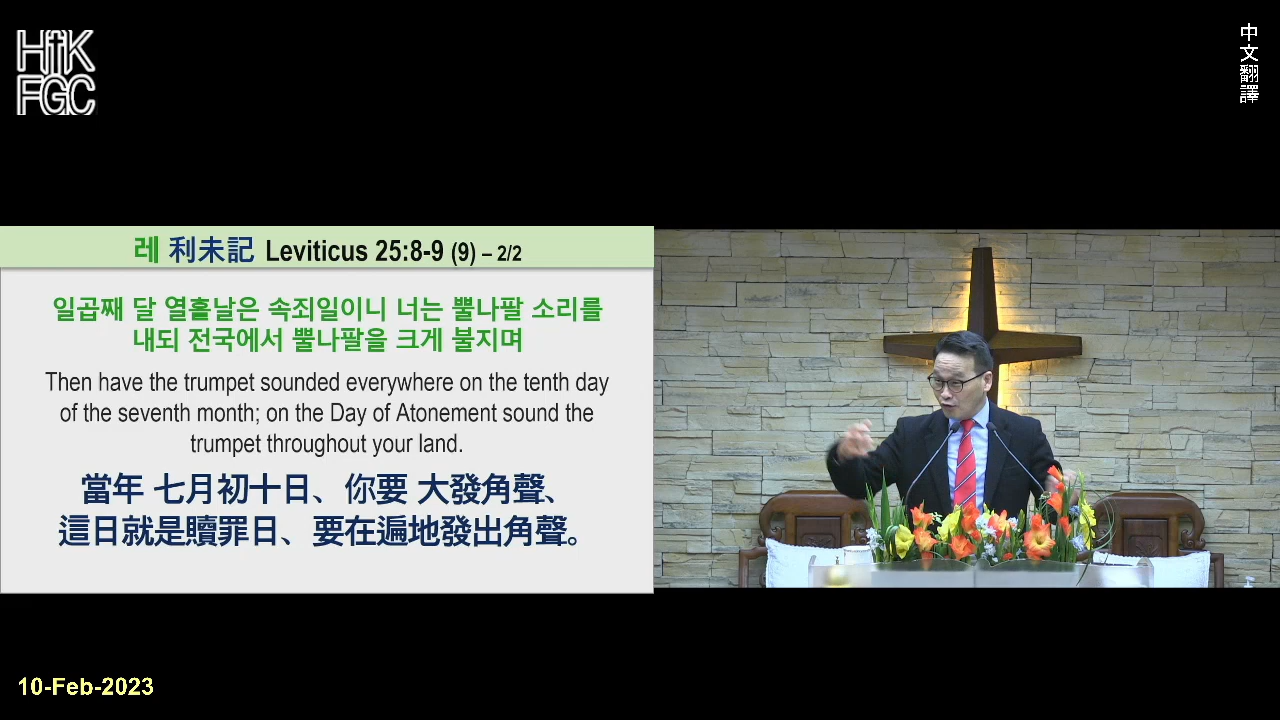 HfK
FGC
中文翻譯
레 利未記 Leviticus 25:8-9 (9) – 2/2
일곱째 달 열흘날은 속죄일이니 너는 뿔나팔 소리를
내되 전국에서 뿔나팔을 크게 불지며
Then have the trumpet sounded everywhere on the tenth day
of the seventh month; on the Day of Atonement sound the
trumpet throughout your land.
當年 七月初十日、你要 大發角聲、
這日就是贖罪日、要在遍地發出角聲。
10-Feb-2023